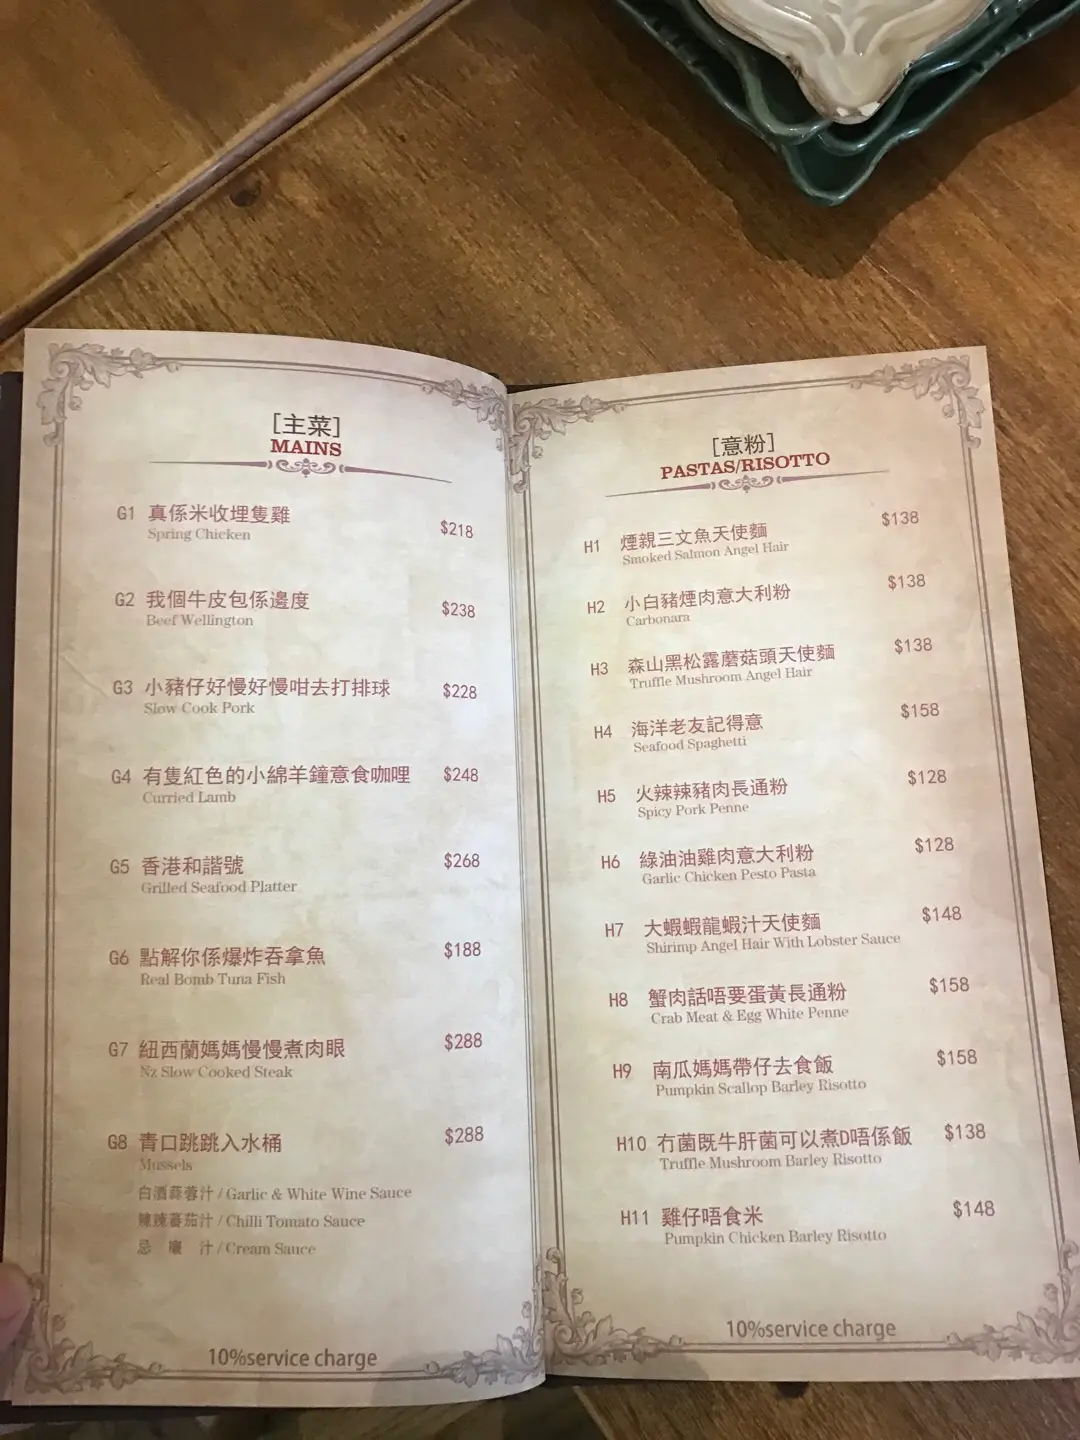 [主菜]
MAINS
G1 真係米收埋隻雞 $218
Spring Chicken
G2 我個牛皮包係邊度 $238
Beef Wellington
G3 小豬仔好慢好慢咁去打排球 $228
Slow Cook Pork
G4 有隻紅色的小綿羊鐘意食咖哩 $248
Curried Lamb
G5 香港和諧號 $268
Grilled Seafood Platter
G6 點解你係爆炸吞拿魚 $188
Real Bomb Tuna Fish
G7 紐西蘭媽媽慢慢煮肉眼 $288
Nz Slow Cooked Steak
G8 青口跳跳入水桶 $288
Mussels
白酒蒜蓉汁 / Garlic & White Wine Sauce
辣辣蕃茄汁 / Chilli Tomato Sauce
忌廉汁 / Cream Sauce
10%service charge
[意粉]
PASTAS/RISOTTO
H1 煙親三文魚天使麵 $138
Smoked Salmon Angel Hair
H2 小白豬煙肉意大利粉 $138
Carbonara
H3 森山黑松露蘑菇頭天使麵 $138
Truffle Mushroom Angel Hair
H4 海洋老友記得意 $158
Seafood Spaghetti
H5 火辣辣豬肉長通粉 $128
Spicy Pork Penne
H6 綠油油雞肉意大利粉 $128
Garlic Chicken Pesto Pasta
H7 大蝦蝦龍蝦汁天使麵 $148
Shirimp Angel Hair With Lobster Sauce
H8 蟹肉話唔要蛋黃長通粉 $158
Crab Meat & Egg White Penne
H9 南瓜媽媽帶仔去食飯 $158
Pumpkin Scallop Barley Risotto
H10 冇菌既牛肝菌可以煮D唔係飯 $138
Truffle Mushroom Barley Risotto
H11 雞仔唔食米 $148
Pumpkin Chicken Barley Risotto
10%service charge